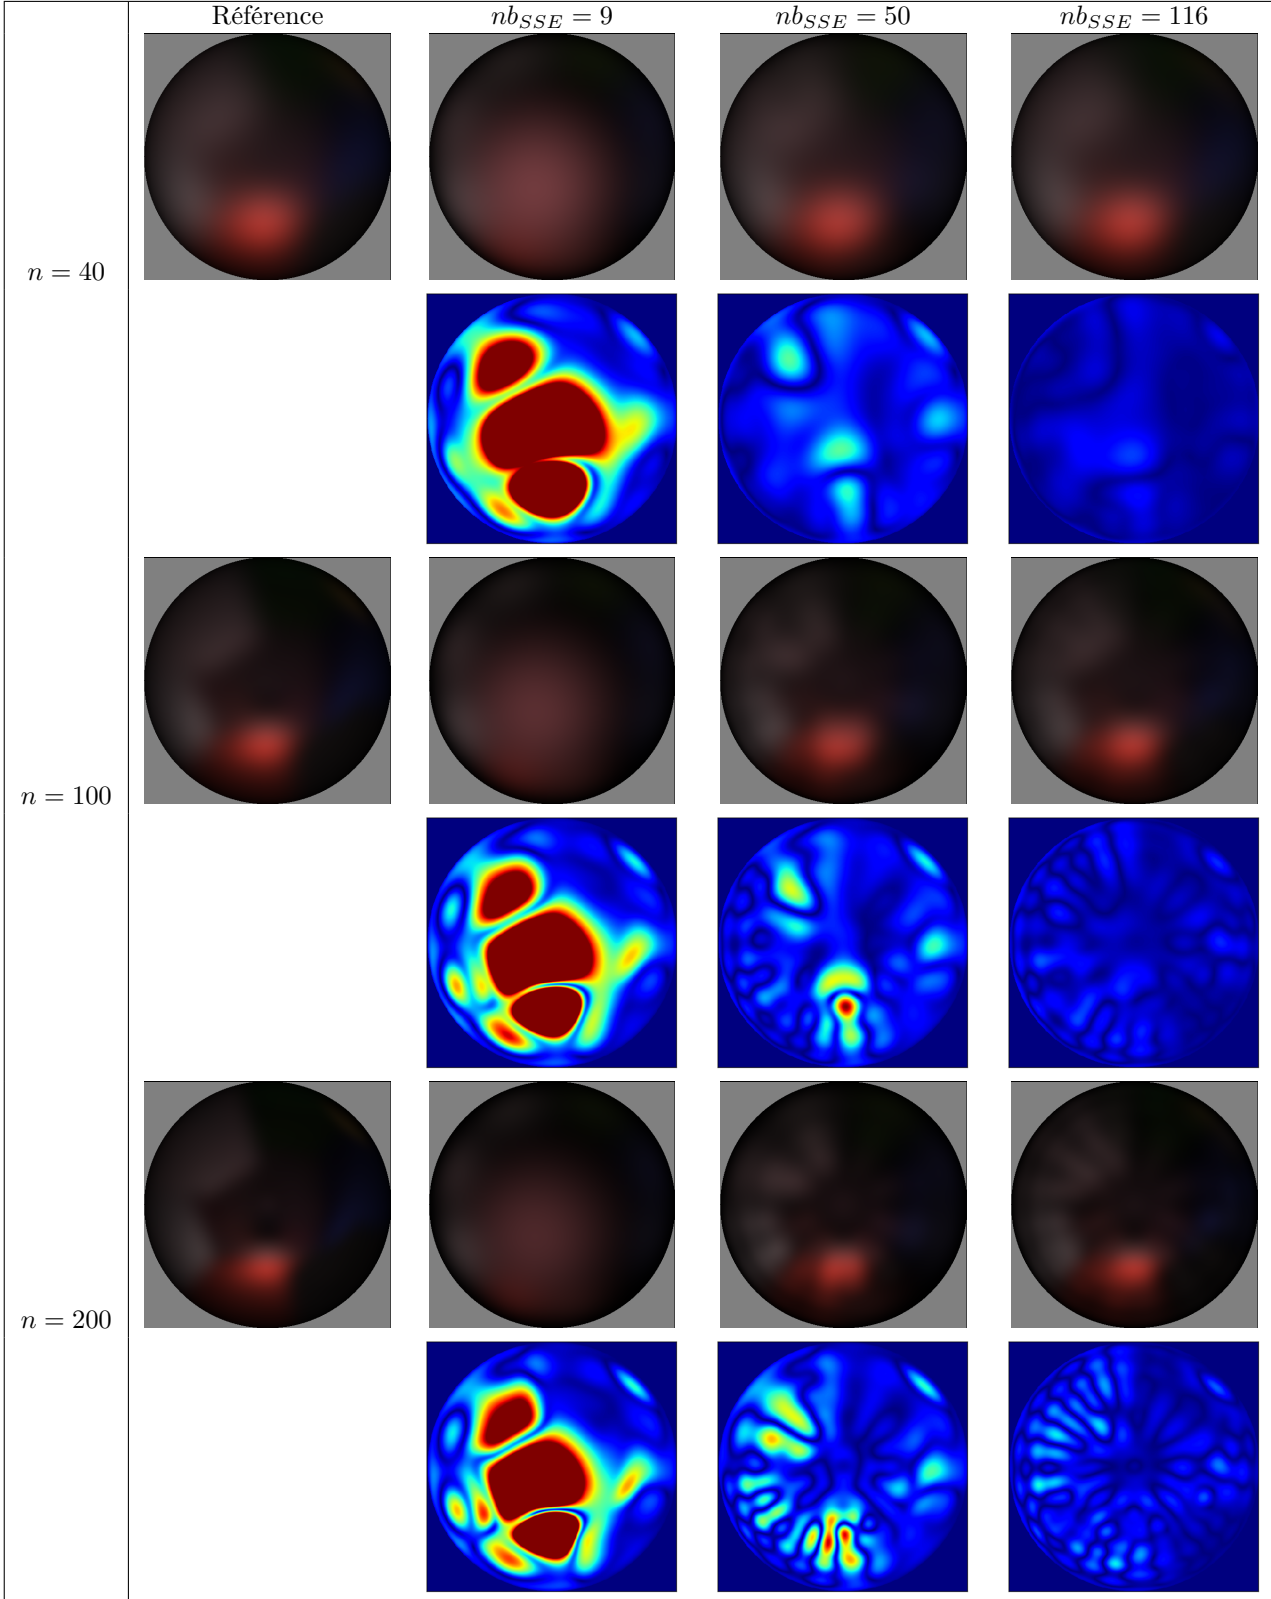 Référence nb_{SSE} = 9 nb_{SSE} = 50 nb_{SSE} = 116
n = 40
n = 100
n = 200